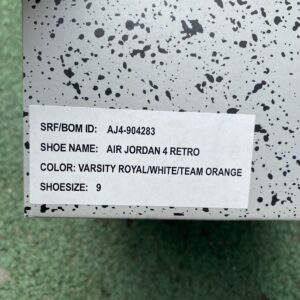 SRF/BOM ID: AJ4-904283
SHOE NAME: AIR JORDAN 4 RETRO
COLOR: VARSITY ROYAL/WHITE/TEAM ORANGE
SHOESIZE: 9